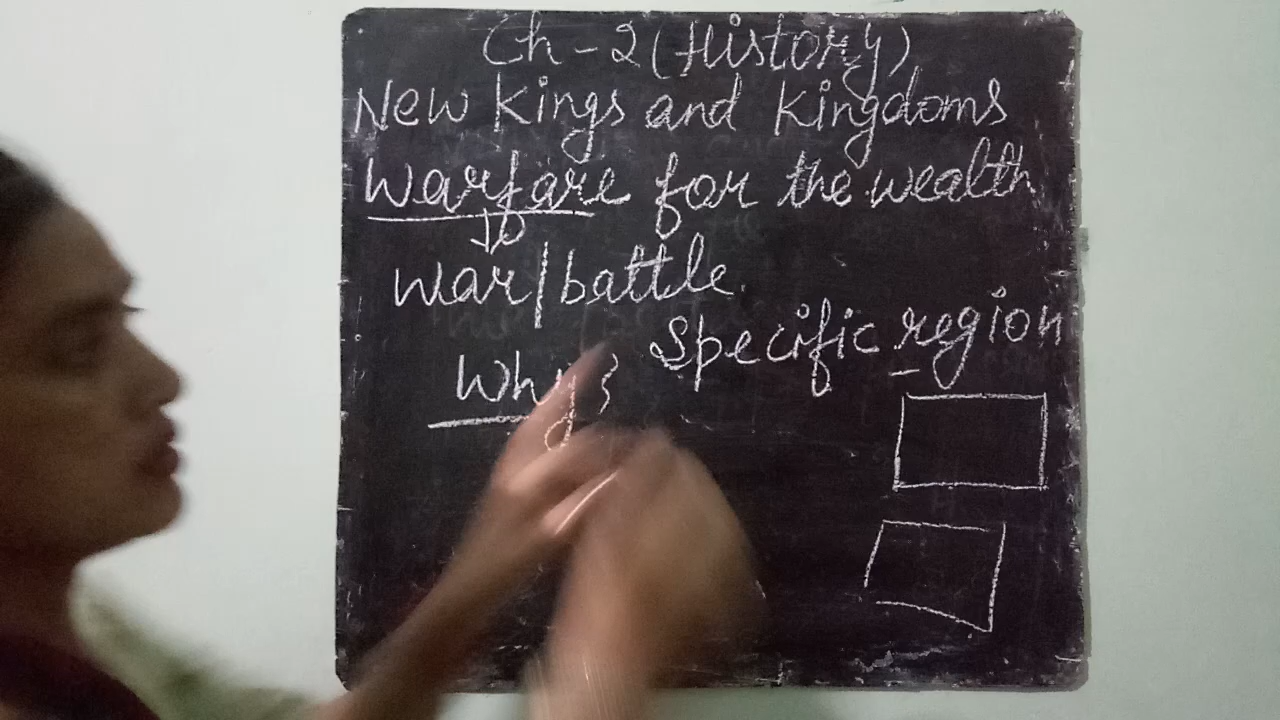 Ch-2 (History)
New Kings and Kingdoms
Warfare for the wealth
war/battle.
Specific region
Why